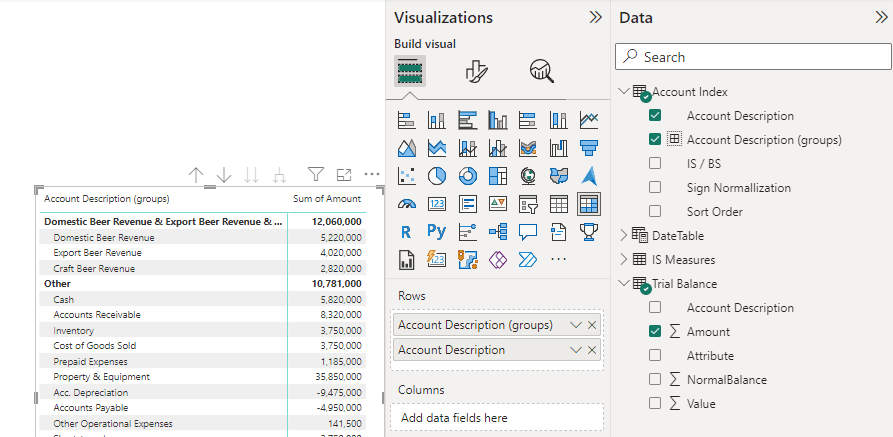 Visualizations
Data
Build visual
Search
Account Index
Account Description
Account Description (groups)
IS / BS
Sign Normallization
Sort Order
DateTable
IS Measures
Trial Balance
Account Description
Amount
Attribute
NormalBalance
Value
Account Description (groups) Sum of Amount
Domestic Beer Revenue & Export Beer Revenue & ... 12,060,000
Domestic Beer Revenue 5,220,000
Export Beer Revenue 4,020,000
Craft Beer Revenue 2,820,000
Other 10,781,000
Cash 5,820,000
Accounts Receivable 8,320,000
Inventory 3,750,000
Cost of Goods Sold 3,750,000
Prepaid Expenses 1,185,000
Property & Equipment 35,850,000
Acc. Depreciation -9,475,000
Accounts Payable -4,950,000
Other Operational Expenses 141,500
123
R
Py
123
...
Rows
Account Description (groups)
Account Description
Columns
Add data fields here